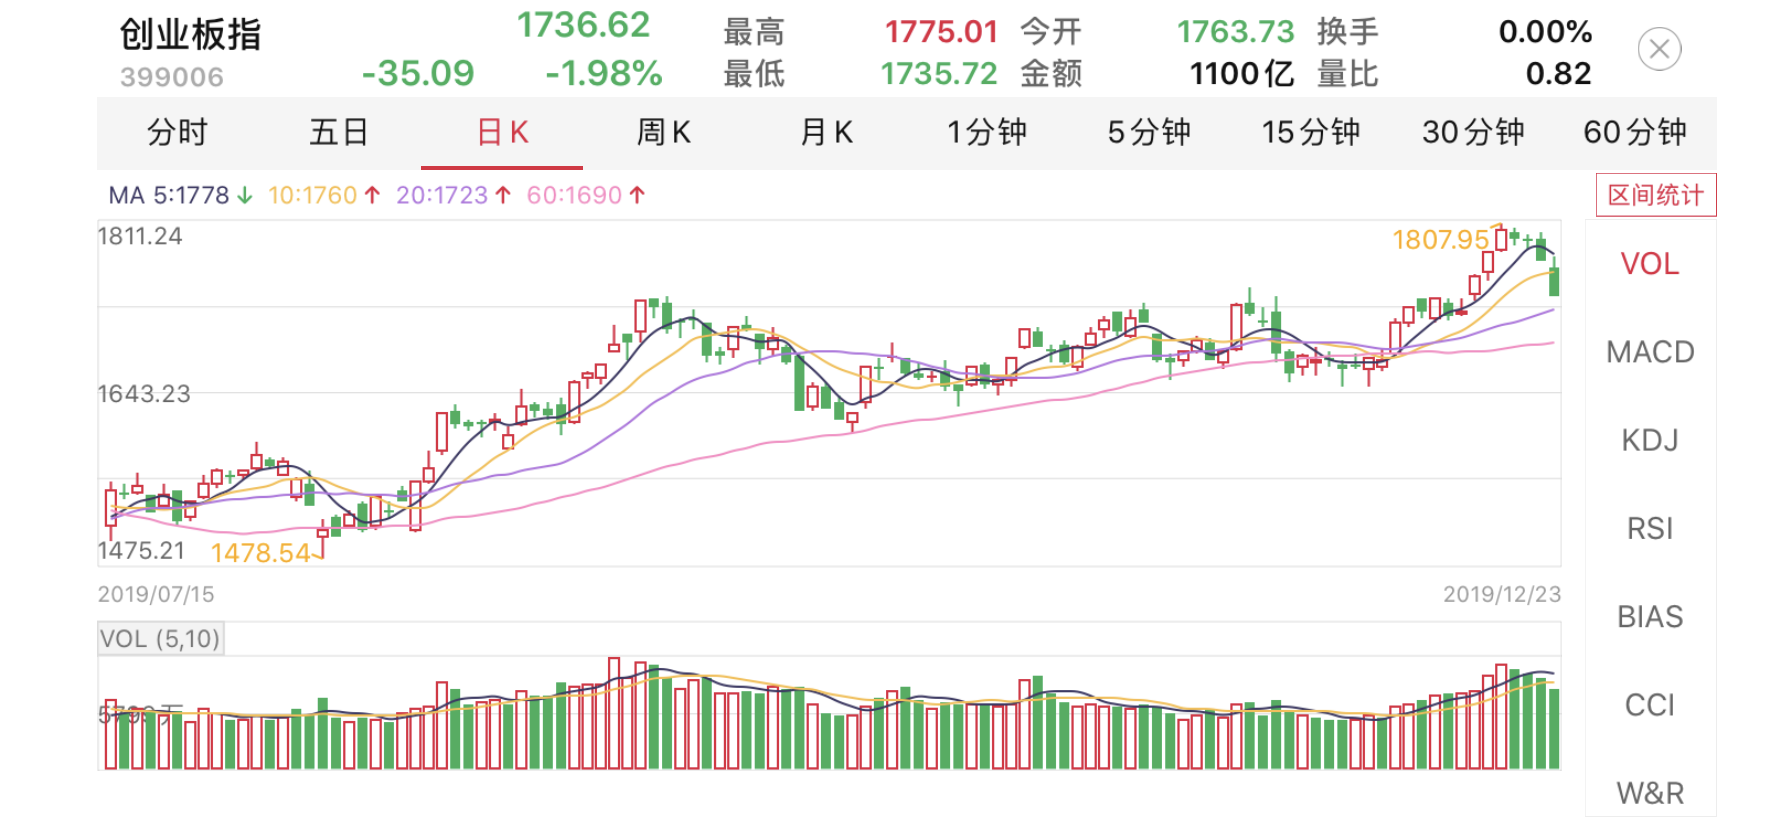 创业板指 1736.62 最高 1775.01 今开 1763.73 换手 0.00%
399006 -35.09 -1.98% 最低 1735.72 金额 1100亿 量比 0.82
分时 五日 日K 周K 月K 1分钟 5分钟 15分钟 30分钟 60分钟
MA 5:1778↓ 10:1760↑ 20:1723↑ 60:1690↑ 区间统计
1811.24
1807.95
VOL
MACD
1643.23
KDJ
RSI
1475.21 1478.54
2019/07/15 2019/12/23
BIAS
VOL (5,10)
CCI
5799万
W&R